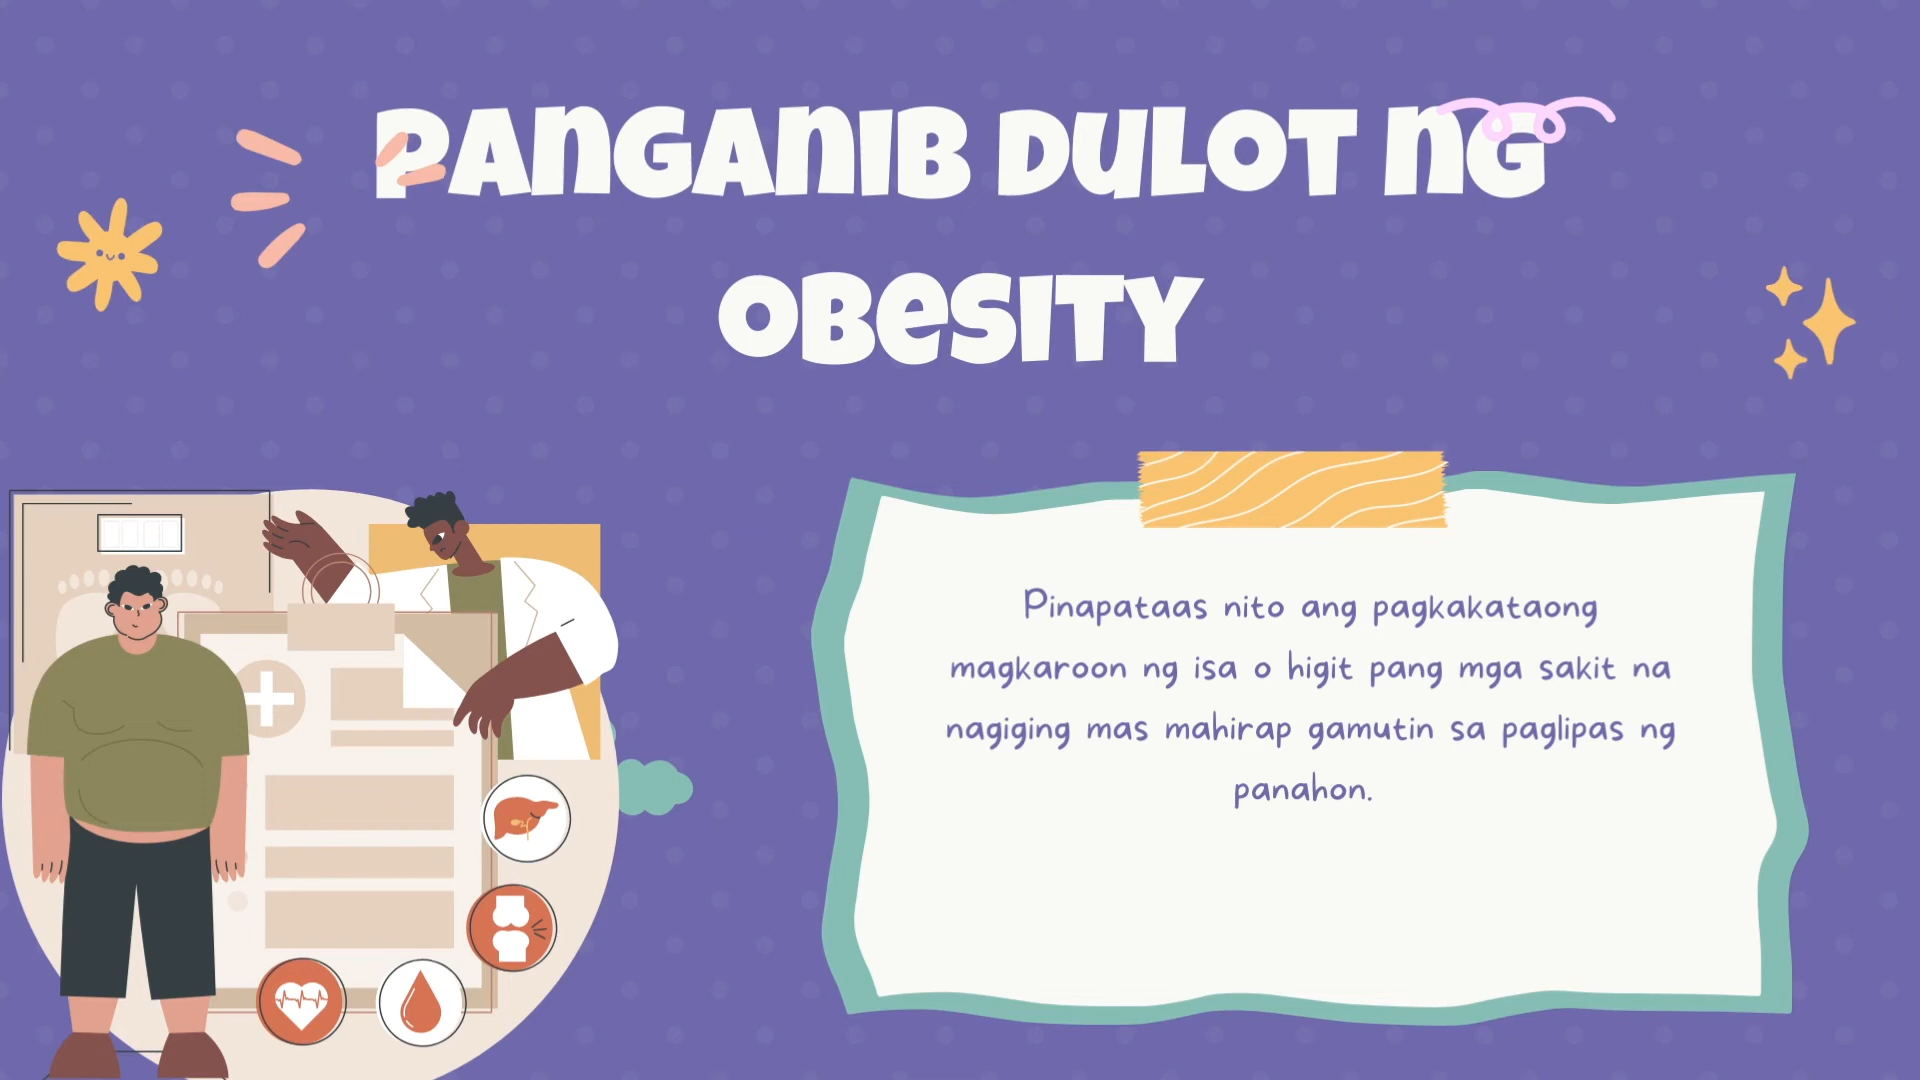 PANGANIB DULOT NG
OBESITY
Pinapataas nito ang pagkakataong
magkaroon ng isa o higit pang mga sakit na
nagiging mas mahirap gamutin sa paglipas ng
panahon.